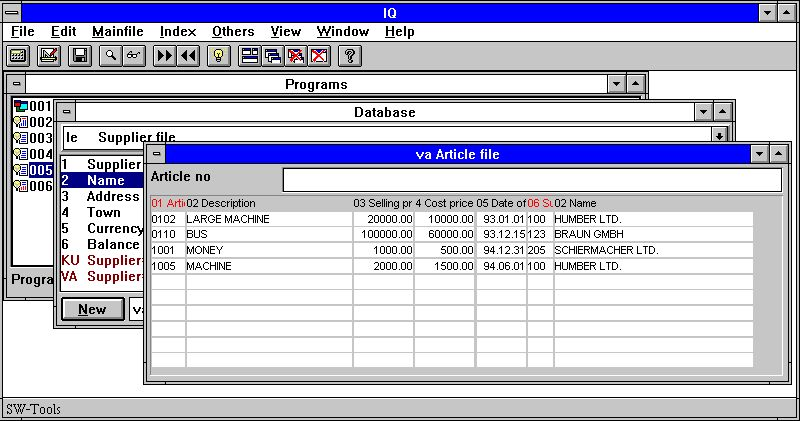 IQ
File Edit Mainfile Index Others View Window Help
?
Programs
001
002
003
004
005
006
Database
le Supplier file
1 Supplier
2 Name
3 Address
4 Town
5 Currency
6 Balance
KU Supplier
VA Supplier
New va
va Article file
Article no
01 Arti 02 Description 03 Selling pr 4 Cost price 05 Date of 06 Su 02 Name
0102 LARGE MACHINE 20000.00 10000.00 93.01.01 100 HUMBER LTD.
0110 BUS 100000.00 60000.00 93.12.15 123 BRAUN GMBH
1001 MONEY 1000.00 500.00 94.12.31 205 SCHIERMACHER LTD.
1005 MACHINE 2000.00 1500.00 94.06.01 100 HUMBER LTD.
Progra
SW-Tools